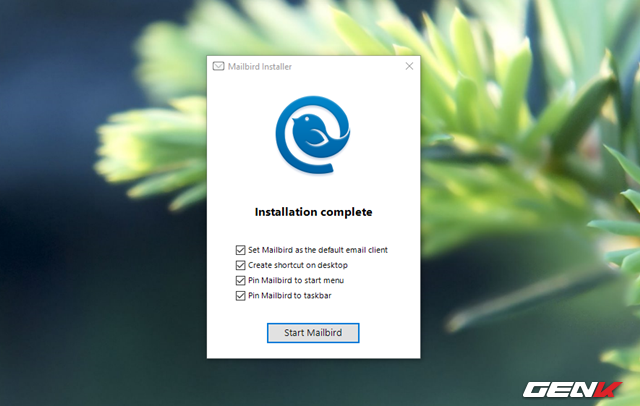 Mailbird Installer
Installation complete
Set Mailbird as the default email client
Create shortcut on desktop
Pin Mailbird to start menu
Pin Mailbird to taskbar
Start Mailbird
GENK